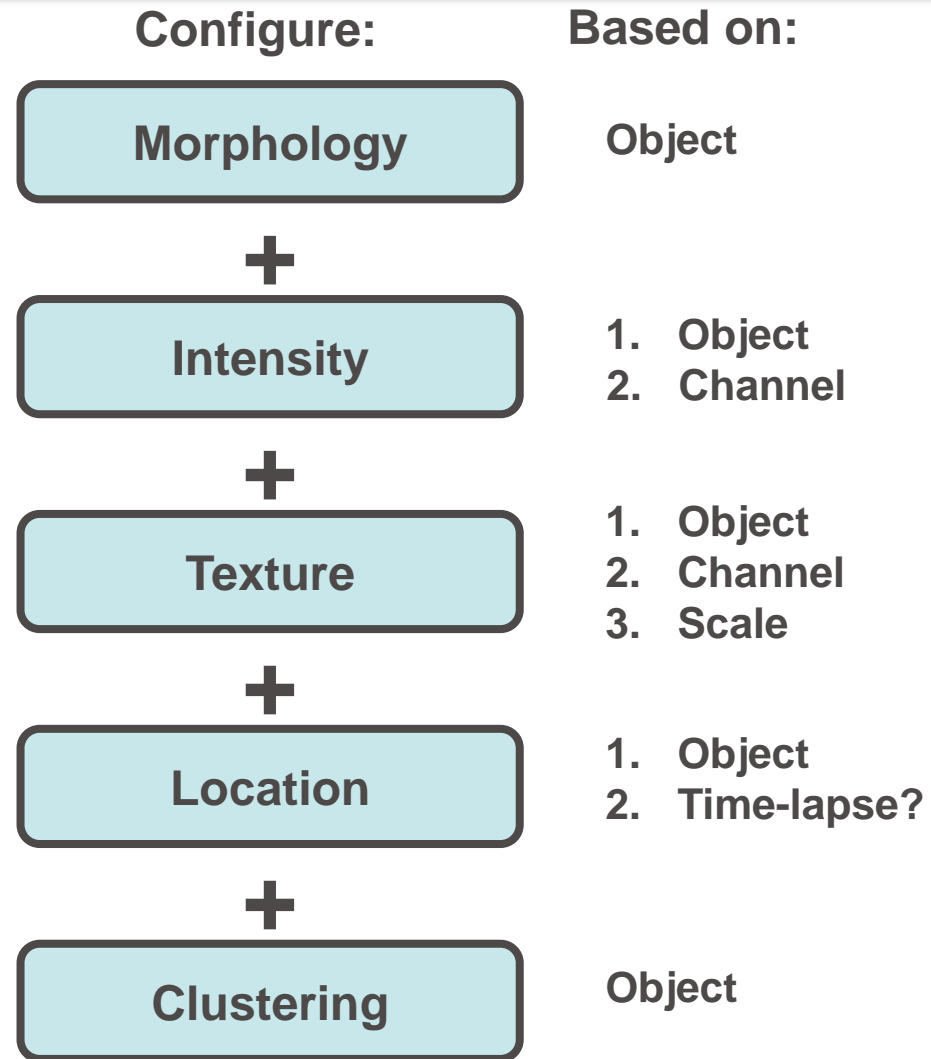 Configure: Based on:
Morphology Object
+
Intensity
1. Object
2. Channel
+
Texture
1. Object
2. Channel
3. Scale
+
Location
1. Object
2. Time-lapse?
+
Clustering Object